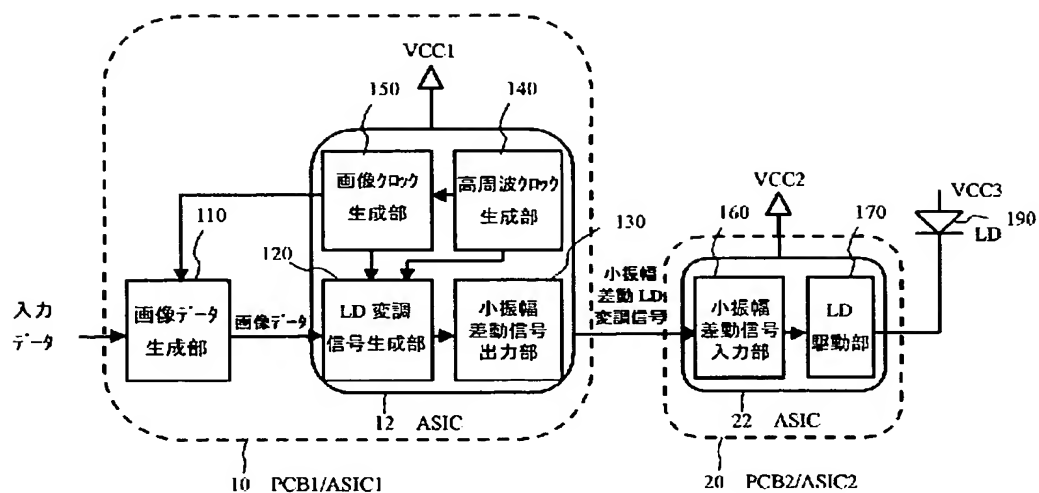 VCC1
150
140
画像クロック
生成部
高周波クロック
生成部
VCC2
VCC3
190
LD
110
120
130
160
170
入力
データ
画像データ
生成部
画像データ
LD 変調
信号生成部
小振幅
差動信号
出力部
小振幅
差動 LD
変調信号
小振幅
差動信号
入力部
LD
駆動部
12 ASIC
22 ASIC
10 PCB1/ASIC1
20 PCB2/ASIC2